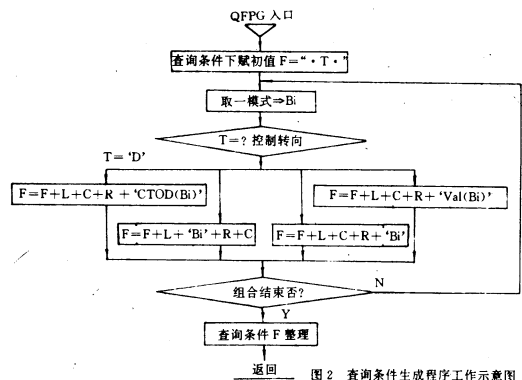 QFPG 入口
查询条件下赋初值 F=“·T·”
取一模式⇒Bi
T=? 控制转向
T=‘D’
F=F+L+C+R+‘CTOD(Bi)’
F=F+L+C+R+‘Val(Bi)’
F=F+L+‘Bi’+R+C
F=F+L+C+R+‘Bi’
组合结束否?
N
Y
查询条件 F 整理
返回
图 2 查询条件生成程序工作示意图